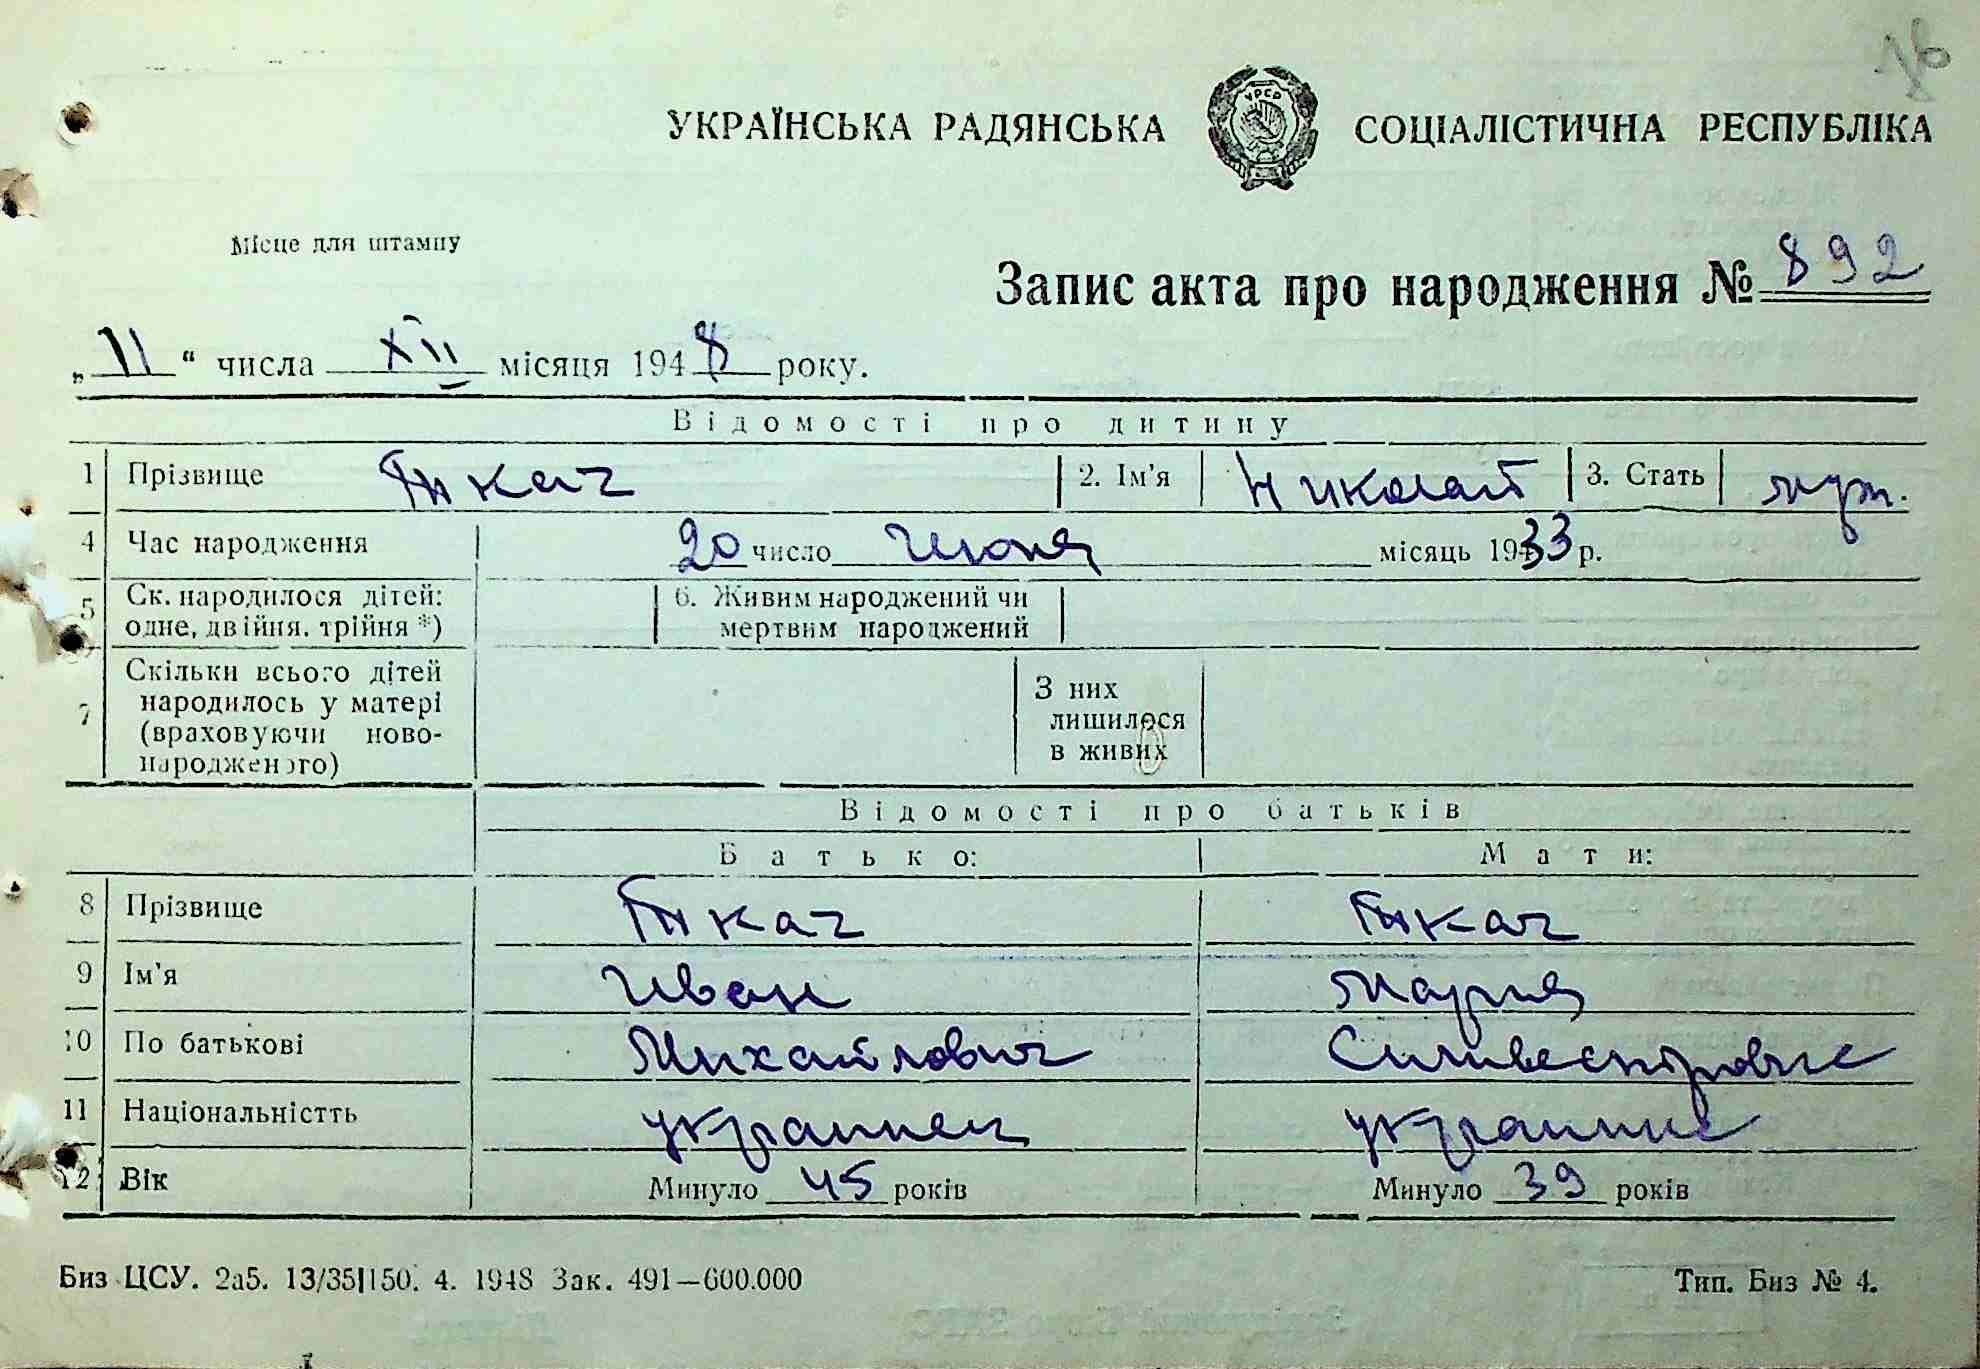 УКРАЇНСЬКА РАДЯНСЬКА УРСР СОЦІАЛІСТИЧНА РЕСПУБЛІКА
Місце для штампу
Запис акта про народження № 892
„11“ числа XII місяця 1948 року.
Відомості про дитину
1 Прізвище Ткач 2. Ім'я Николай 3. Стать муж.
4 Час народження 20 число Июня місяць 1933 р.
5 Ск. народилося дітей: одне, двійня, трійня *) 6. Живим народжений чи мертвим народжений
7 Скільки всього дітей народилось у матері (враховуючи ново-народженого) З них лишилося в живих
Відомості про батьків
Батько: Мати:
8 Прізвище Ткач Ткач
9 Ім'я Иван Мария
10 По батькові Михайлович Сильвестровне
11 Національністть украинец украинке
12 Вік Минуло 45 років Минуло 39 років
Биз ЦСУ. 2а5. 13/35|150. 4. 1948 Зак. 491—600.000 Тип. Биз № 4.